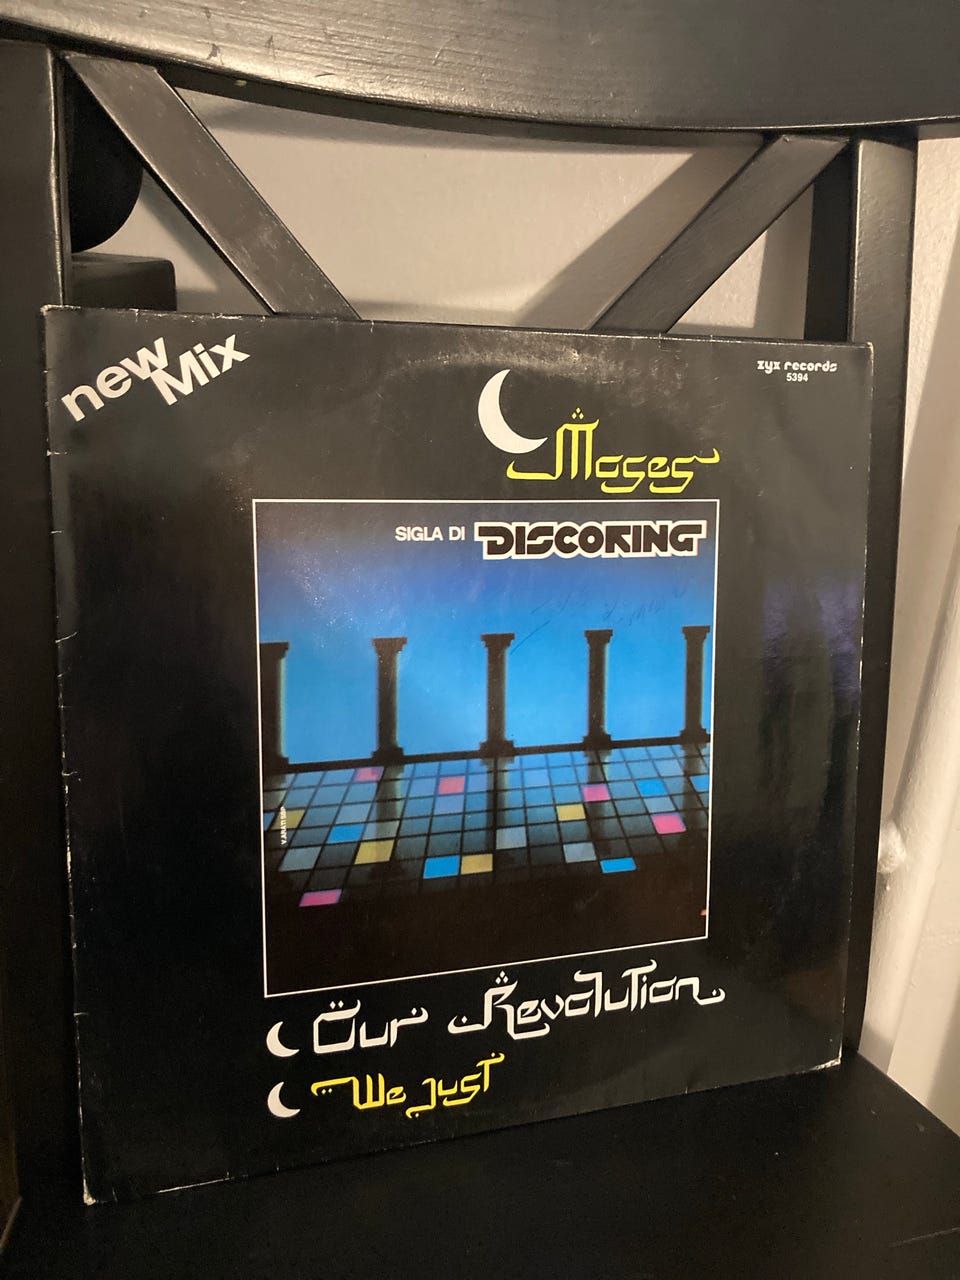 new
Mix
zyx records
5394
Moses
SIGLA DI DISCORING
Our Revolution
We Just